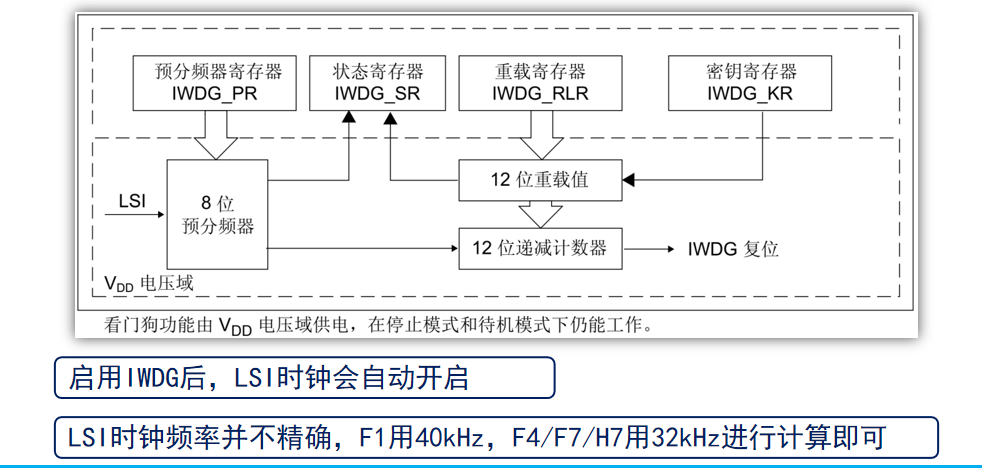 预分频器寄存器
IWDG_PR
状态寄存器
IWDG_SR
重载寄存器
IWDG_RLR
密钥寄存器
IWDG_KR
LSI
8 位
预分频器
12 位重载值
12 位递减计数器
IWDG 复位
VDD 电压域
看门狗功能由 VDD 电压域供电，在停止模式和待机模式下仍能工作。
启用IWDG后，LSI时钟会自动开启
LSI时钟频率并不精确，F1用40kHz，F4/F7/H7用32kHz进行计算即可